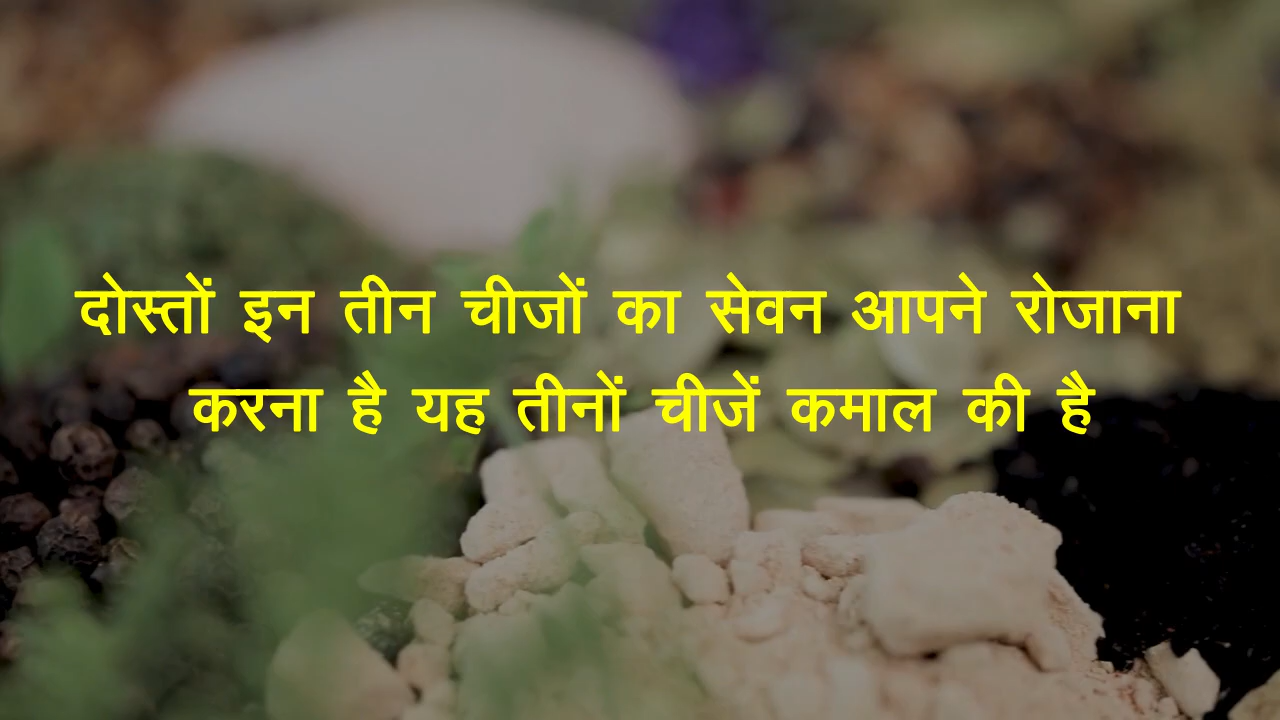 दोस्तों इन तीन चीजों का सेवन आपने रोजाना
करना है यह तीनों चीजें कमाल की है